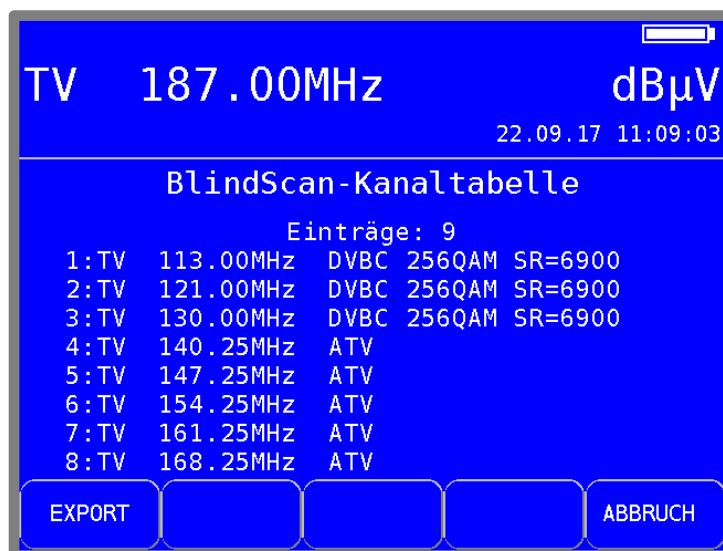 TV 187.00MHz dBµV
22.09.17 11:09:03
BlindScan-Kanaltabelle
Einträge: 9
1:TV 113.00MHz DVBC 256QAM SR=6900
2:TV 121.00MHz DVBC 256QAM SR=6900
3:TV 130.00MHz DVBC 256QAM SR=6900
4:TV 140.25MHz ATV
5:TV 147.25MHz ATV
6:TV 154.25MHz ATV
7:TV 161.25MHz ATV
8:TV 168.25MHz ATV
EXPORT ABBRUCH